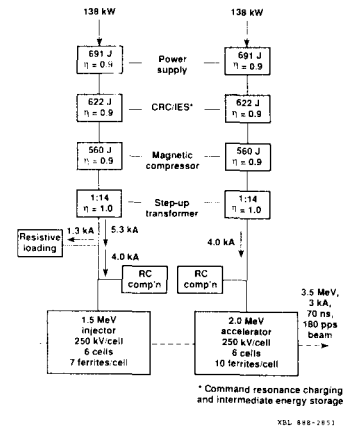 138 kW
138 kW
691 J
η = 0.9
Power
supply
691 J
η = 0.9
622 J
η = 0.9
CRC/IES*
622 J
η = 0.9
560 J
η = 0.9
Magnetic
compressor
560 J
η = 0.9
1:14
η = 1.0
Step-up
transformer
1:14
η = 1.0
1.3 kA
5.3 kA
4.0 kA
Resistive
loading
4.0 kA
RC
comp'n
RC
comp'n
1.5 MeV
injector
250 kV/cell
6 cells
7 ferrites/cell
2.0 MeV
accelerator
250 kV/cell
6 cells
10 ferrites/cell
3.5 MeV,
3 kA,
70 ns,
180 pps
beam
* Command resonance charging
and intermediate energy storage
XBL 888-2851